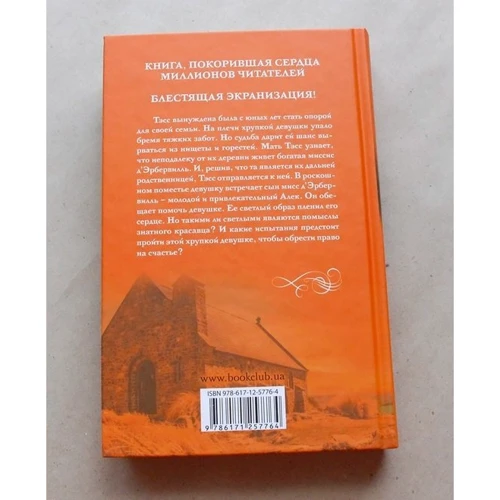 КНИГА, ПОКОРИВШАЯ СЕРДЦА
МИЛЛИОНОВ ЧИТАТЕЛЕЙ
БЛЕСТЯЩАЯ ЭКРАНИЗАЦИЯ!
Тэсс вынуждена была с юных лет стать опорой
для своей семьи. На плечи хрупкой девушки упало
бремя тяжких забот. Но судьба дарит ей шанс вы-
рваться из нищеты и горестей. Мать Тэсс узнает,
что неподалеку от их деревни живет богатая миссис
д'Эрбервилль. И, решив, что та является их дальней
родственницей, Тэсс отправляется к ней. В роскош-
ном поместье девушку встречает сын мисс д'Эрбер-
вилль – молодой и привлекательный Алек. Он обе-
щает помочь девушке. Ее светлый образ пленил его
сердце. Но такими ли светлыми являются помыслы
знатного красавца? И какие испытания предстоит
пройти этой хрупкой девушке, чтобы обрести право
на счастье?
www.bookclub.ua
ISBN 978-617-12-5776-4
9 786171 257764